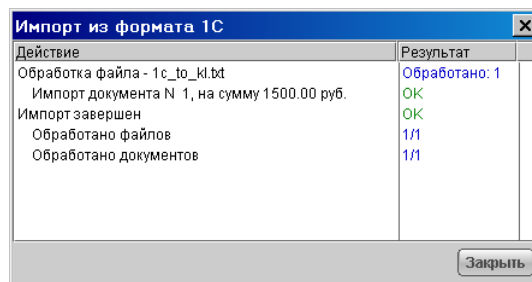 Импорт из формата 1С
Действие Результат
Обработка файла - 1c_to_kl.txt Обработано: 1
Импорт документа N 1, на сумму 1500.00 руб. OK
Импорт завершен OK
Обработано файлов 1/1
Обработано документов 1/1
Закрыть